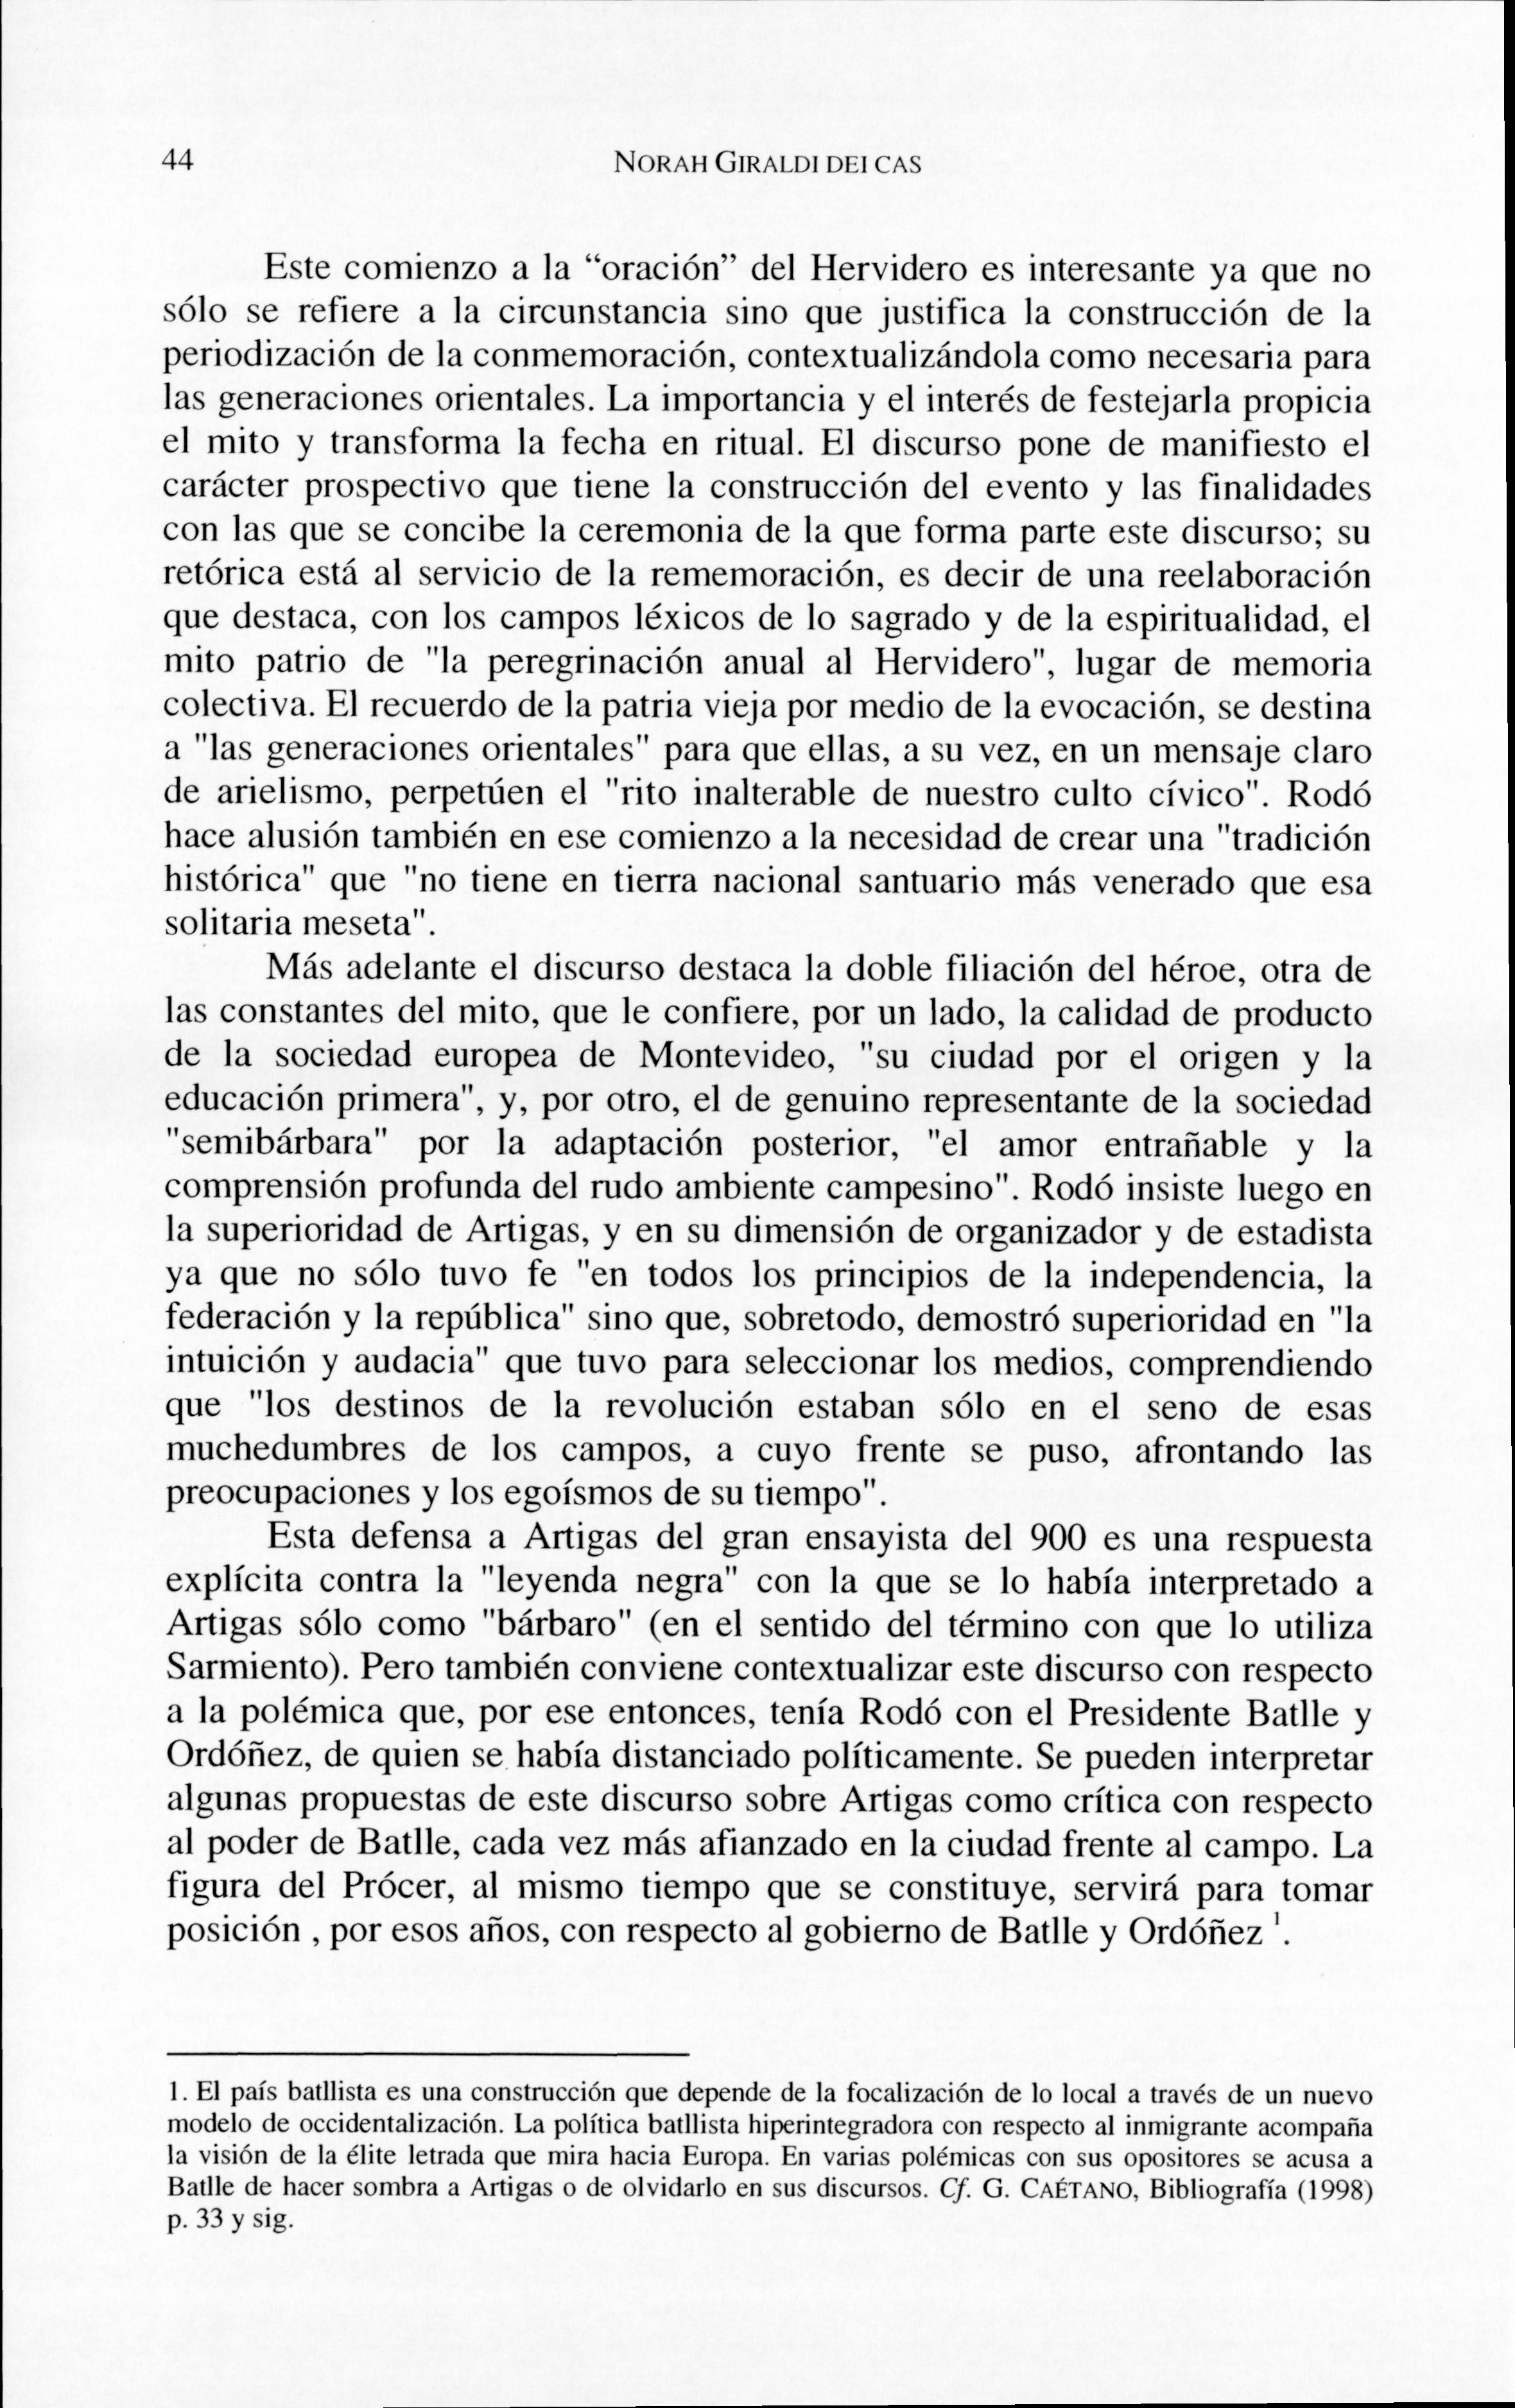 44
NORAH GIRALDI DEI CAS
Este comienzo a la “oración” del Hervidero es interesante ya que no
sólo se refiere a la circunstancia sino que justifica la construcción de la
periodización de la conmemoración, contextualizándola como necesaria para
las generaciones orientales. La importancia y el interés de festejarla propicia
el mito y transforma la fecha en ritual. El discurso pone de manifiesto el
carácter prospectivo que tiene la construcción del evento y las finalidades
con las que se concibe la ceremonia de la que forma parte este discurso; su
retórica está al servicio de la rememoración, es decir de una reelaboración
que destaca, con los campos léxicos de lo sagrado y de la espiritualidad, el
mito patrio de "la peregrinación anual al Hervidero", lugar de memoria
colectiva. El recuerdo de la patria vieja por medio de la evocación, se destina
a "las generaciones orientales" para que ellas, a su vez, en un mensaje claro
de arielismo, perpetúen el "rito inalterable de nuestro culto cívico". Rodó
hace alusión también en ese comienzo a la necesidad de crear una "tradición
histórica" que "no tiene en tierra nacional santuario más venerado que esa
solitaria meseta".
Más adelante el discurso destaca la doble filiación del héroe, otra de
las constantes del mito, que le confiere, por un lado, la calidad de producto
de la sociedad europea de Montevideo, "su ciudad por el origen y la
educación primera", y, por otro, el de genuino representante de la sociedad
"semibárbara" por la adaptación posterior, "el amor entrañable y la
comprensión profunda del rudo ambiente campesino". Rodó insiste luego en
la superioridad de Artigas, y en su dimensión de organizador y de estadista
ya que no sólo tuvo fe "en todos los principios de la independencia, la
federación y la república" sino que, sobretodo, demostró superioridad en "la
intuición y audacia" que tuvo para seleccionar los medios, comprendiendo
que "los destinos de la revolución estaban sólo en el seno de esas
muchedumbres de los campos, a cuyo frente se puso, afrontando las
preocupaciones y los egoísmos de su tiempo".
Esta defensa a Artigas del gran ensayista del 900 es una respuesta
explícita contra la "leyenda negra" con la que se lo había interpretado a
Artigas sólo como "bárbaro" (en el sentido del término con que lo utiliza
Sarmiento). Pero también conviene contextualizar este discurso con respecto
a la polémica que, por ese entonces, tenía Rodó con el Presidente Batlle y
Ordóñez, de quien se había distanciado políticamente. Se pueden interpretar
algunas propuestas de este discurso sobre Artigas como crítica con respecto
al poder de Batlle, cada vez más afianzado en la ciudad frente al campo. La
figura del Prócer, al mismo tiempo que se constituye, servirá para tomar
posición , por esos años, con respecto al gobierno de Batlle y Ordóñez ¹.
1. El país batllista es una construcción que depende de la focalización de lo local a través de un nuevo
modelo de occidentalización. La política batllista hiperintegradora con respecto al inmigrante acompaña
la visión de la élite letrada que mira hacia Europa. En varias polémicas con sus opositores se acusa a
Batlle de hacer sombra a Artigas o de olvidarlo en sus discursos. Cf. G. CAÉTANO, Bibliografía (1998)
p. 33 y sig.